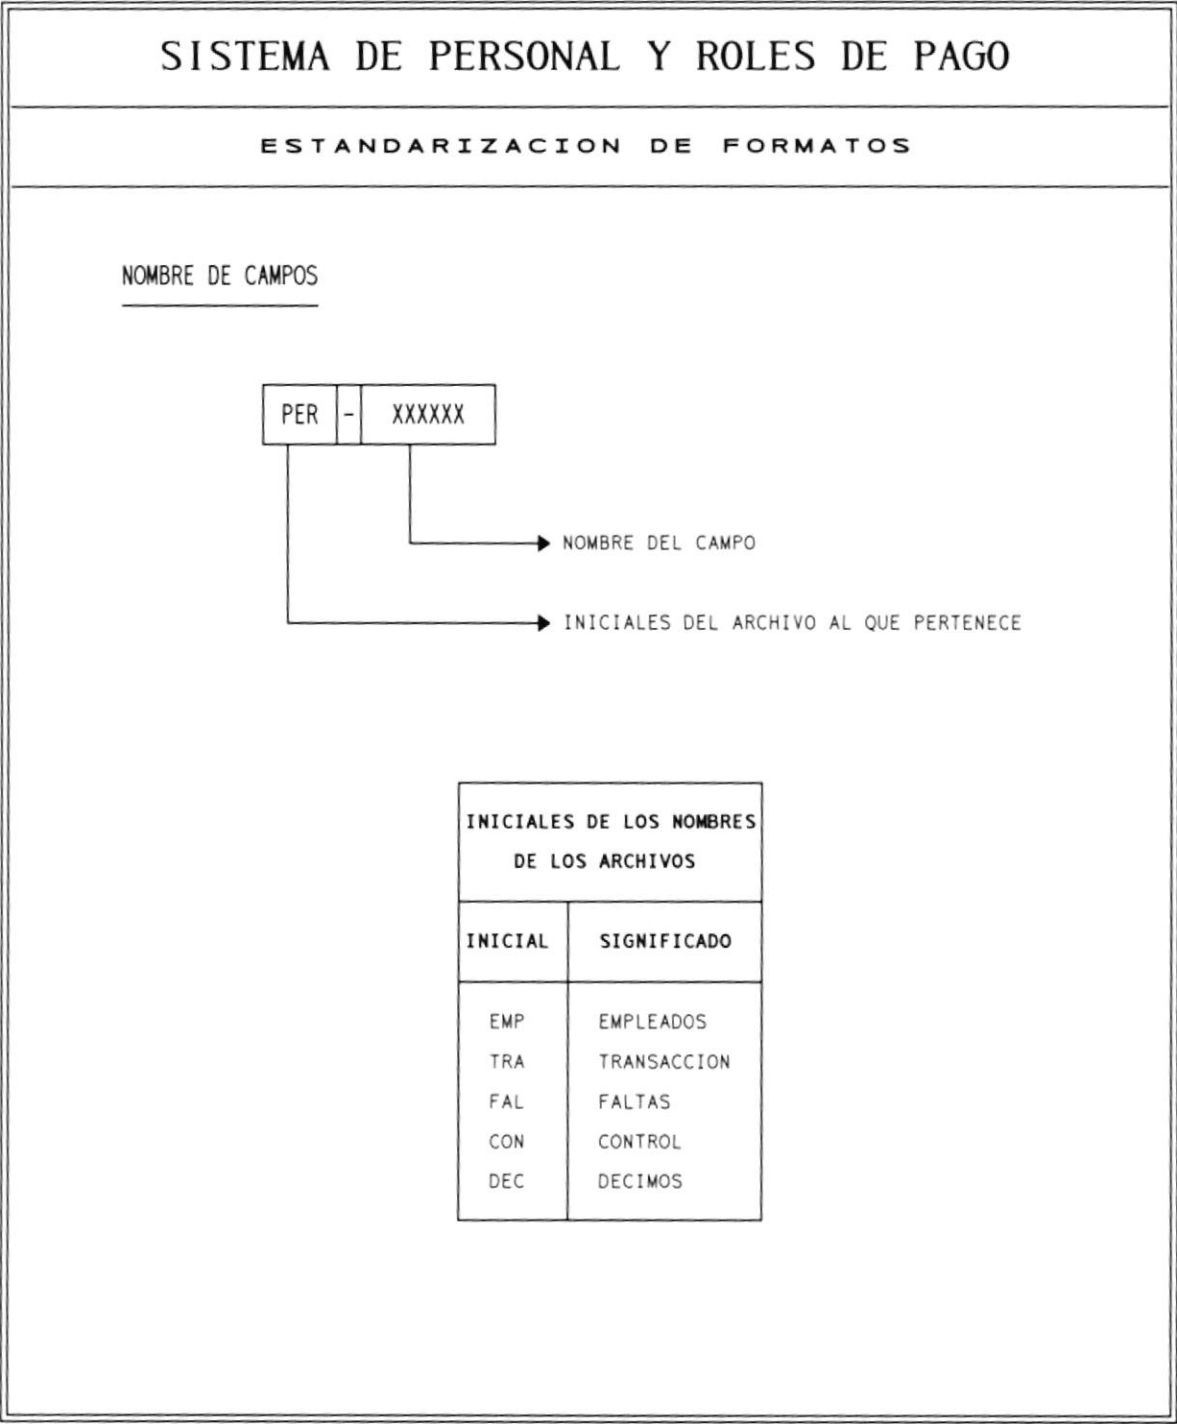 SISTEMA DE PERSONAL Y ROLES DE PAGO
ESTANDARIZACION DE FORMATOS
NOMBRE DE CAMPOS
PER - XXXXXX
NOMBRE DEL CAMPO
INICIALES DEL ARCHIVO AL QUE PERTENECE
INICIALES DE LOS NOMBRES
DE LOS ARCHIVOS
INICIAL SIGNIFICADO
EMP EMPLEADOS
TRA TRANSACCION
FAL FALTAS
CON CONTROL
DEC DECIMOS